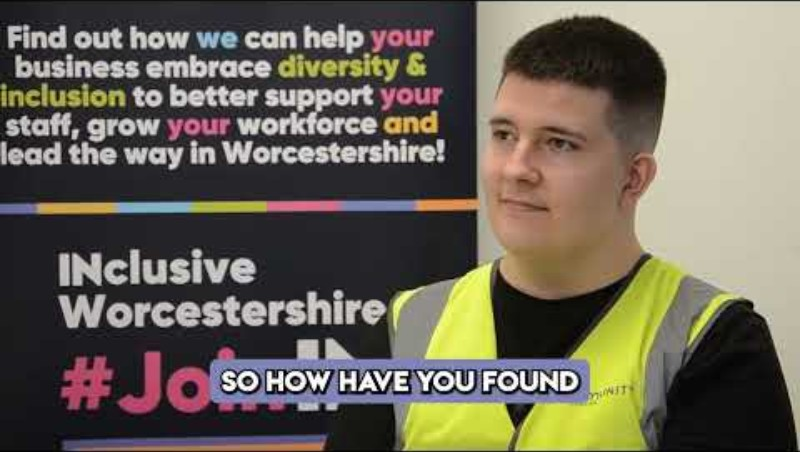 Find out how we can help your
business embrace diversity &
inclusion to better support your
staff, grow your workforce and
lead the way in Worcestershire!
INclusive
Worcestershire
#JoinIN
SO HOW HAVE YOU FOUND